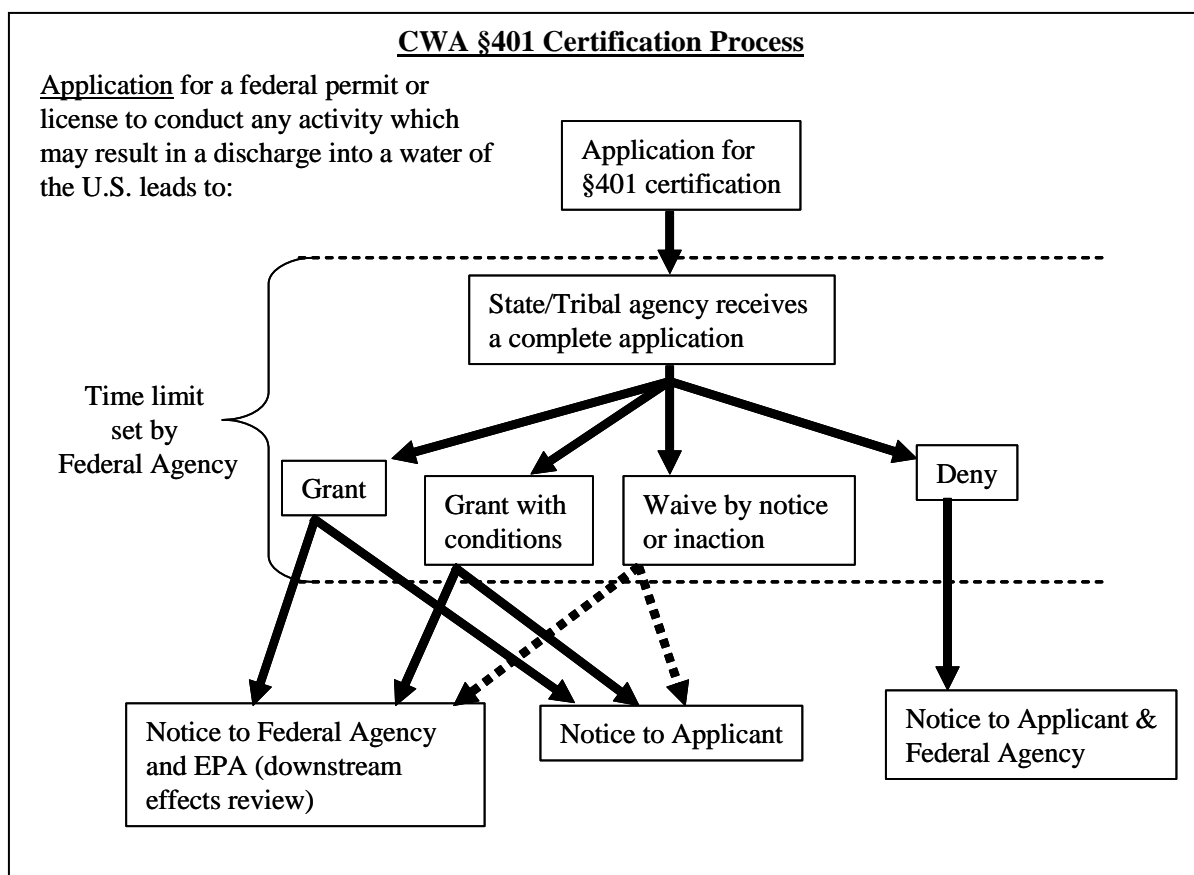 CWA §401 Certification Process
Application for a federal permit or
license to conduct any activity which
may result in a discharge into a water of
the U.S. leads to:
Application for
§401 certification
State/Tribal agency receives
a complete application
Time limit
set by
Federal Agency
Grant
Grant with
conditions
Waive by notice
or inaction
Deny
Notice to Federal Agency
and EPA (downstream
effects review)
Notice to Applicant
Notice to Applicant &
Federal Agency